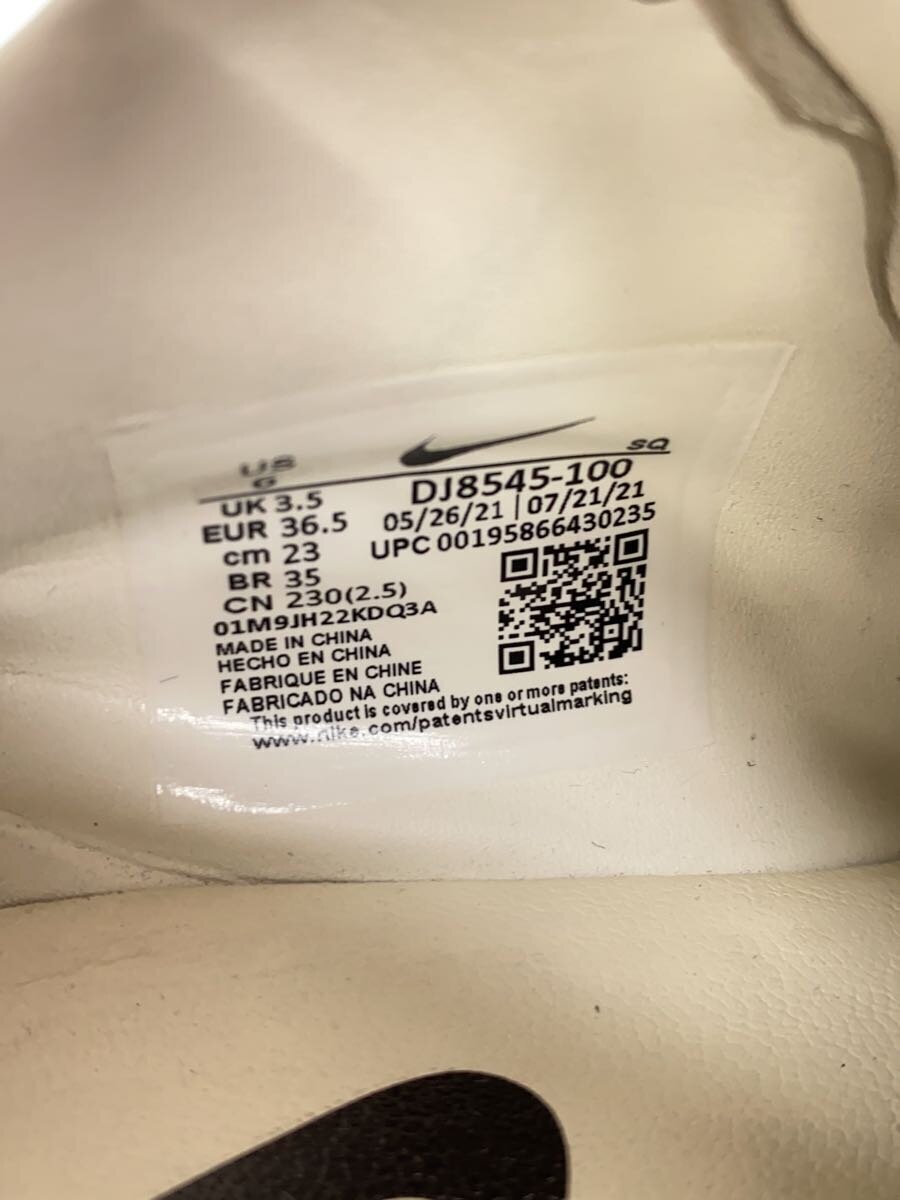 US
6
SQ
UK 3.5
DJ8545-100
EUR 36.5
05/26/21 | 07/21/21
cm 23
UPC 00195866430235
BR 35
CN 230(2.5)
01M9JH22KDQ3A
MADE IN CHINA
HECHO EN CHINA
FABRIQUE EN CHINE
FABRICADO NA CHINA
This product is covered by one or more patents:
www.nike.com/patentsvirtualmarking